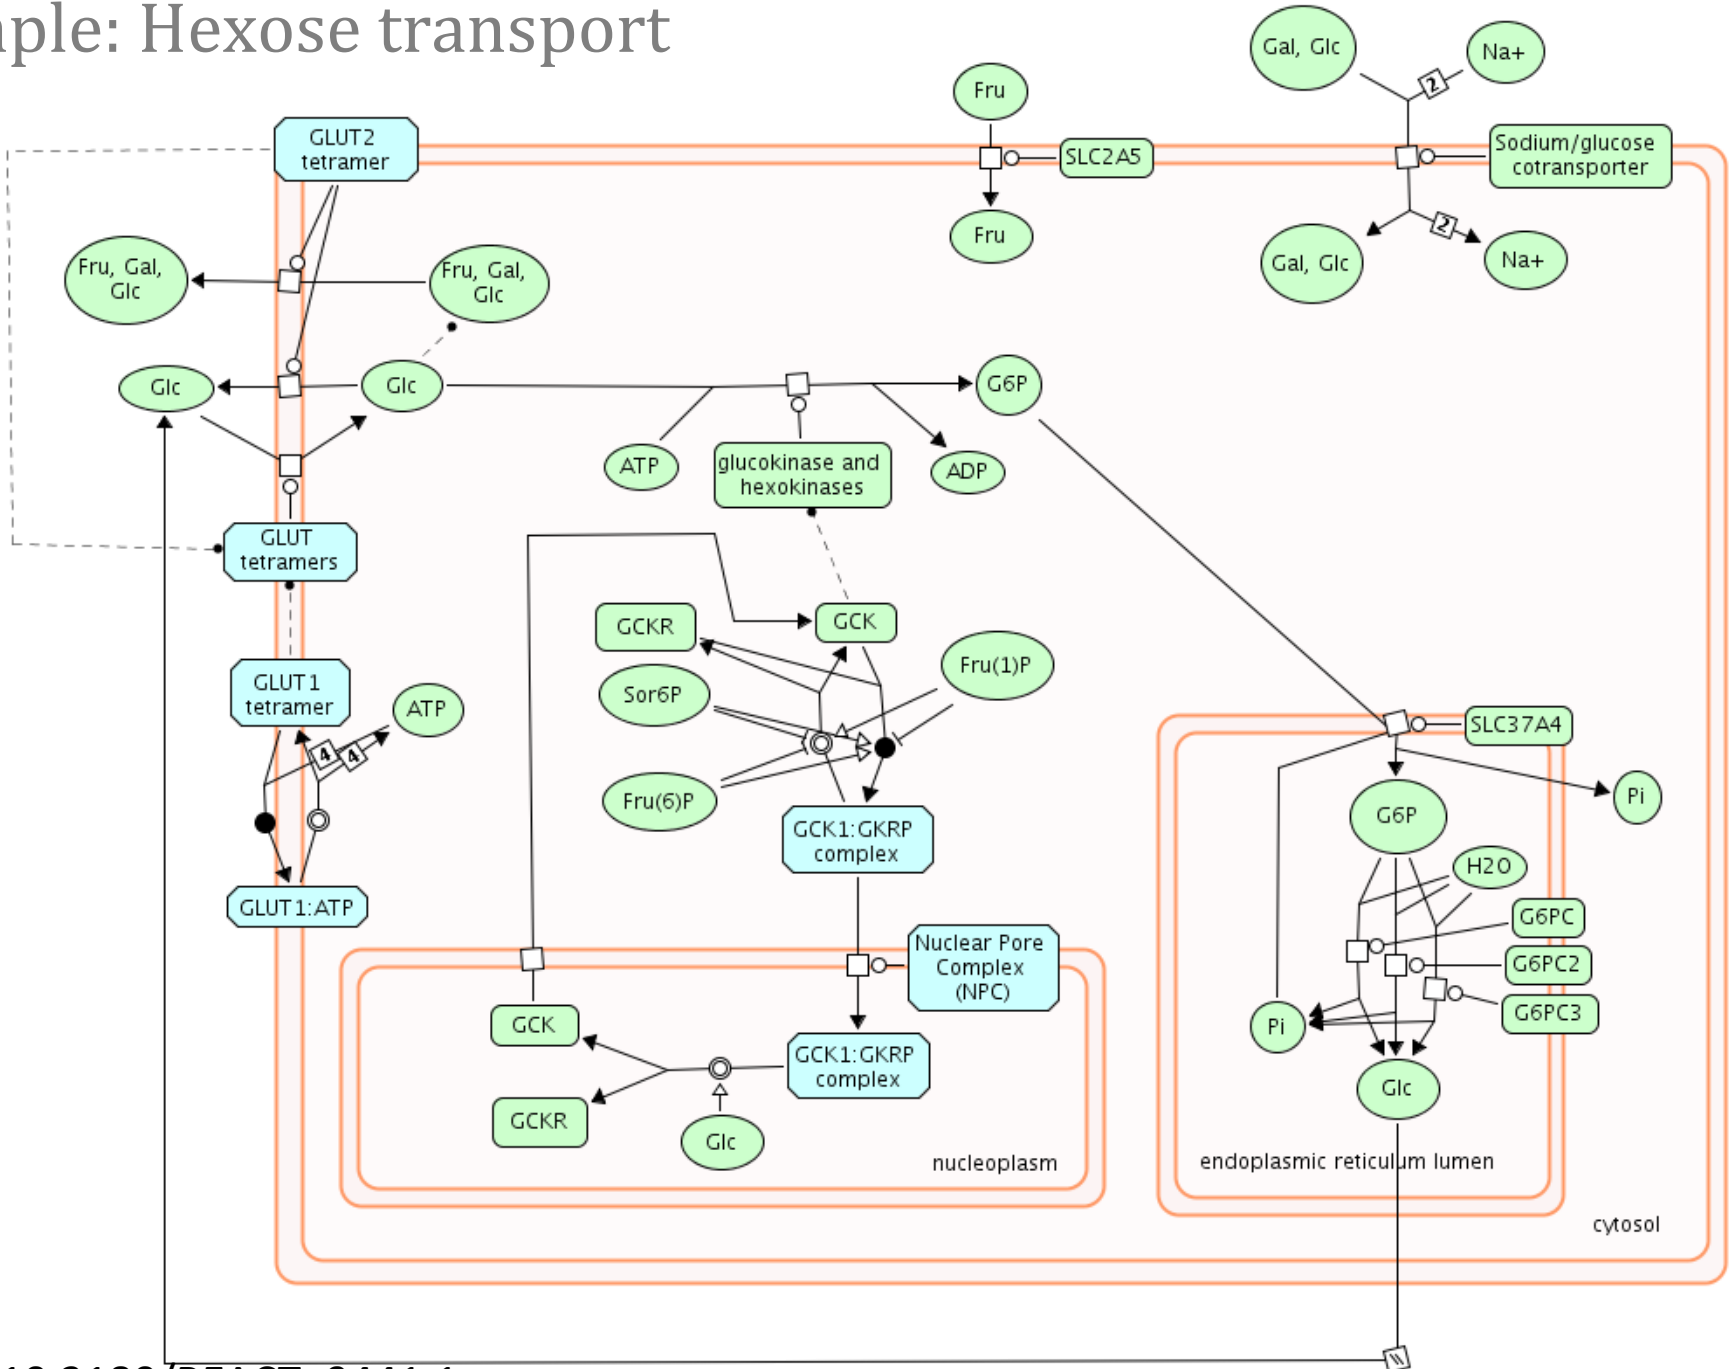 ple: Hexose transport
Gal, Glc
Na+
2
Fru
GLUT2
tetramer
SLC2A5
Sodium/glucose
cotransporter
Fru
Gal, Glc
2
Na+
Fru, Gal,
Glc
Fru, Gal,
Glc
Glc
Glc
G6P
ATP
glucokinase and
hexokinases
ADP
GLUT
tetramers
GCKR
GCK
Fru(1)P
Sor6P
GLUT1
tetramer
ATP
4
4
SLC37A4
Fru(6)P
G6P
Pi
GCK1:GKRP
complex
H2O
GLUT1:ATP
G6PC
Nuclear Pore
Complex
(NPC)
G6PC2
G6PC3
GCK
Pi
GCK1:GKRP
complex
Glc
GCKR
Glc
nucleoplasm
endoplasmic reticulum lumen
cytosol
\\